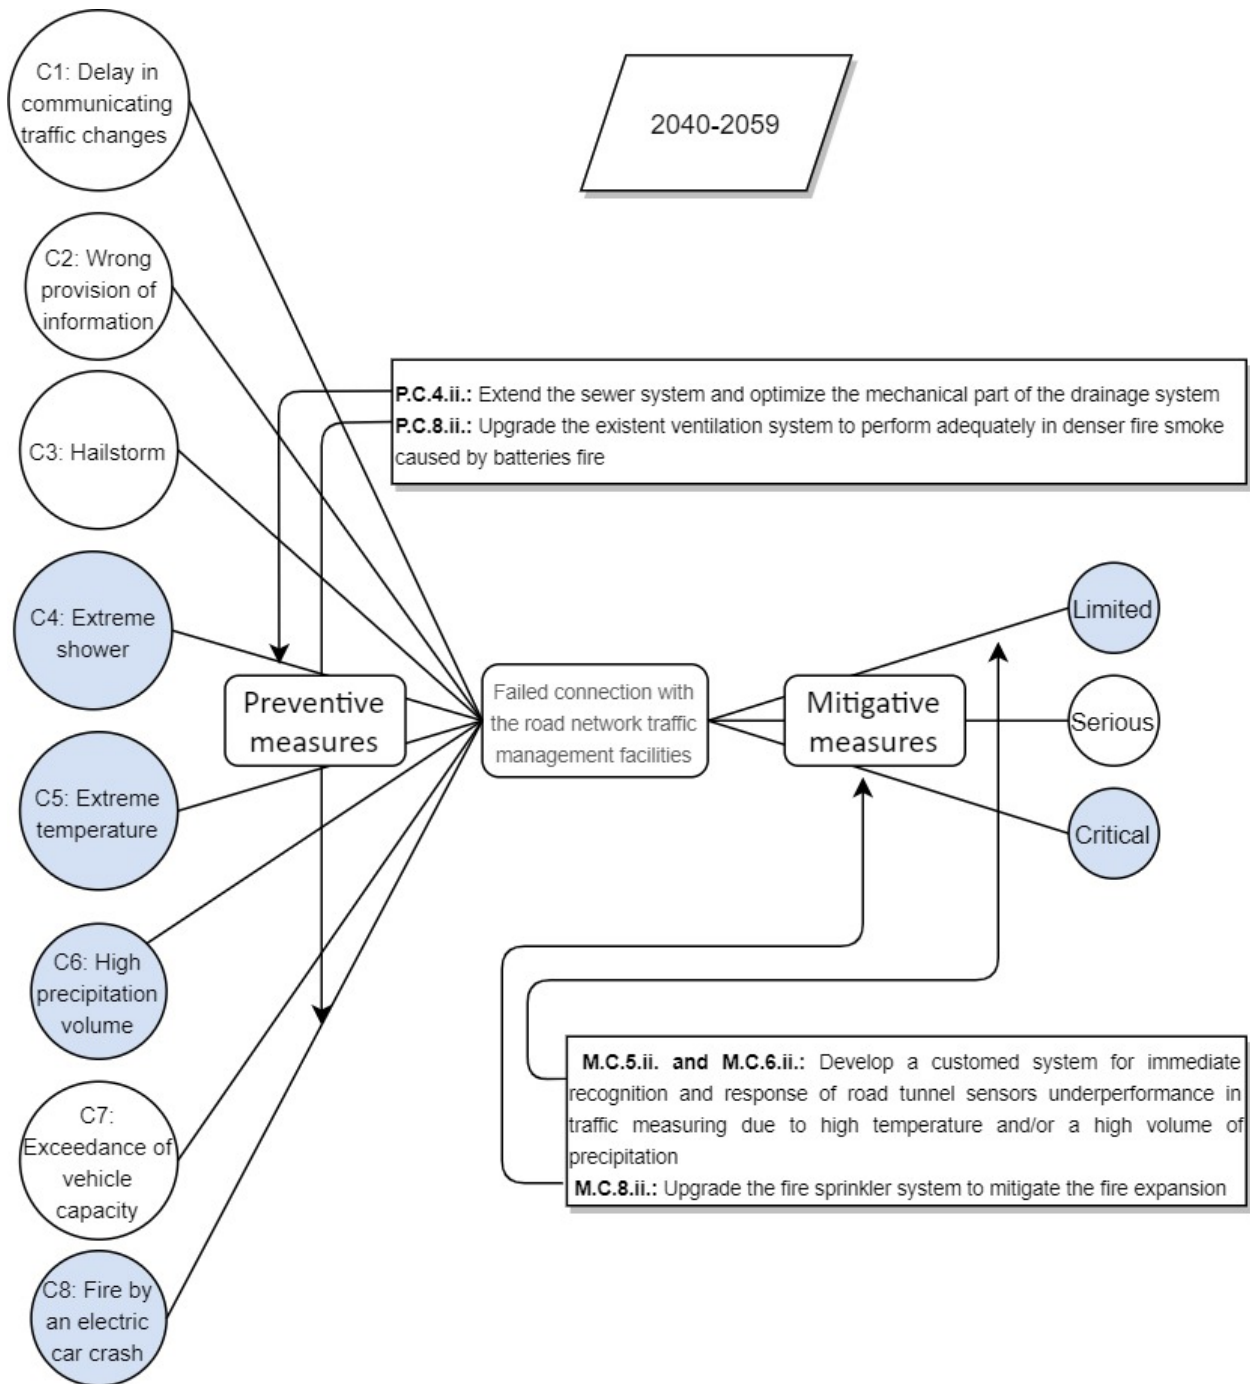 C1: Delay in
communicating
traffic changes
2040-2059
C2: Wrong
provision of
information
P.C.4.ii.: Extend the sewer system and optimize the mechanical part of the drainage system
P.C.8.ii.: Upgrade the existent ventilation system to perform adequately in denser fire smoke
caused by batteries fire
C3: Hailstorm
C4: Extreme
shower
Preventive
measures
Failed connection with
the road network traffic
management facilities
Mitigative
measures
Limited
Serious
Critical
C5: Extreme
temperature
C6: High
precipitation
volume
M.C.5.ii. and M.C.6.ii.: Develop a customed system for immediate
recognition and response of road tunnel sensors underperformance in
traffic measuring due to high temperature and/or a high volume of
precipitation
M.C.8.ii.: Upgrade the fire sprinkler system to mitigate the fire expansion
C7:
Exceedance of
vehicle
capacity
C8: Fire by
an electric
car crash